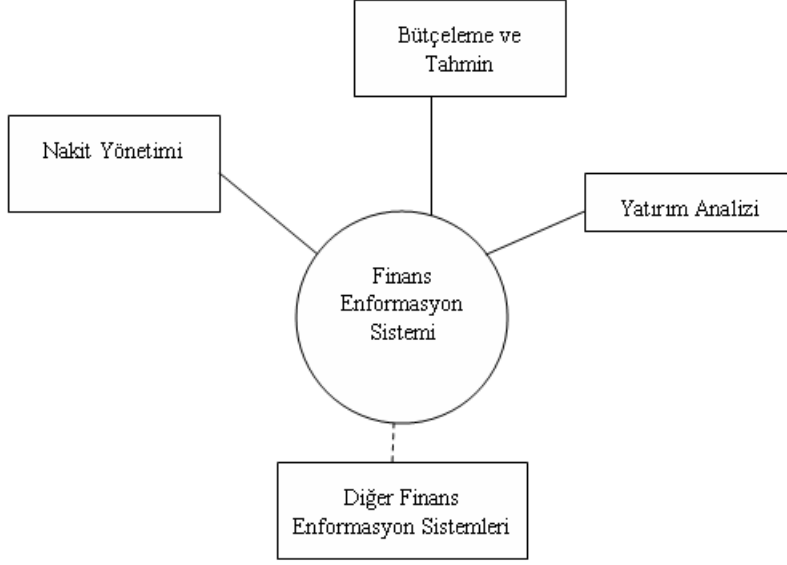 Bütçeleme ve
Tahmin
Nakit Yönetimi
Yatırım Analizi
Finans
Enformasyon
Sistemi
Diğer Finans
Enformasyon Sistemleri